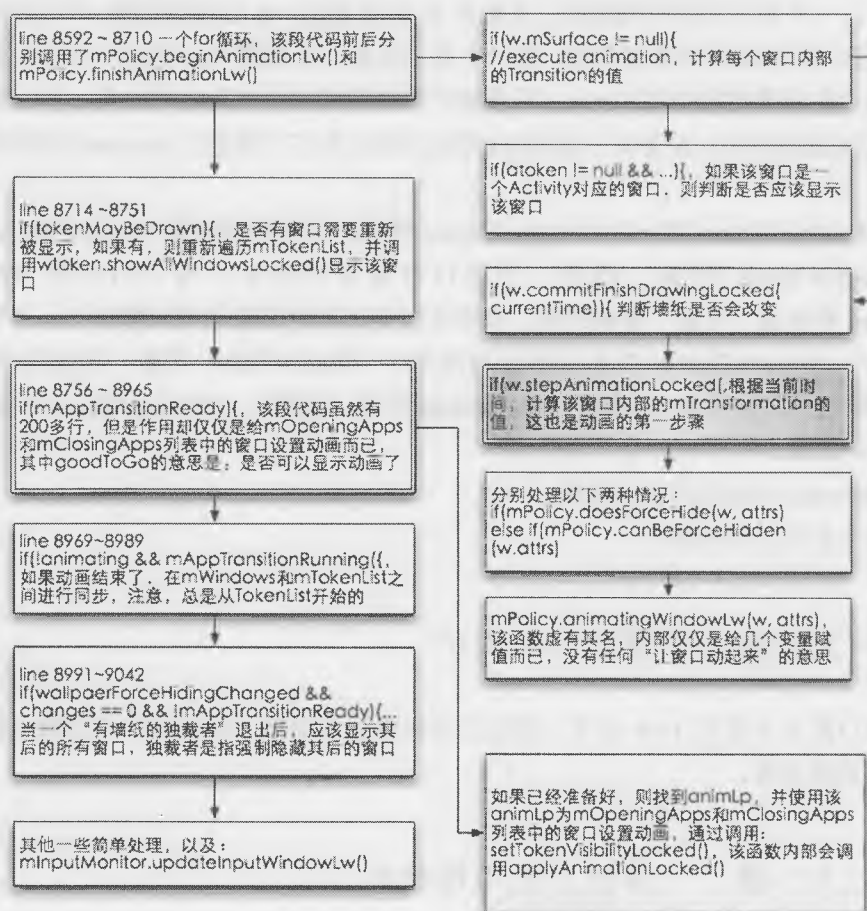 line 8592 ~ 8710 一个for循环，该段代码前后分
别调用了mPolicy.beginAnimationLw()和
mPolicy.finishAnimationLw()
line 8714 ~8751
if(tokenMayBeDrawn){，是否有窗口需要重新
被显示，如果有，则重新遍历mTokenList，并调
用wtoken.showAllWindowsLocked()显示该窗
口
line 8756 ~ 8965
if(mAppTransitionReady){，该段代码虽然有
200多行，但是作用却仅仅是给mOpeningApps
和mClosingApps列表中的窗口设置动画而已，
其中goodToGo的意思是：是否可以显示动画了
line 8969~8989
if(!animating && mAppTransitionRunning({，
如果动画结束了．在mWindows和mTokenList之
间进行同步，注意，总是从TokenList开始的
line 8991~9042
if(wallpaerForceHidingChanged &&
changes == 0 && !mAppTransitionReady){...
当一个“有墙纸的独裁者”退出后，应该显示其
后的所有窗口，独裁者是指强制隐藏其后的窗口
其他一些简单处理，以及：
mInputMonitor.updateInputWindowLw()
if(w.mSurface != null){
//execute animation，计算每个窗口内部
的Transition的值
if(atoken != null && ...){，如果该窗口是一
个Activity对应的窗口．则判断是否应该显示
该窗口
if(w.commitFinishDrawingLocked(
currentTime)){ 判断墙纸是否会改变
if(w.stepAnimationLocked(,根据当前时
间，计算该窗口内部的mTransformation的
值，这也是动画的第一步骤
分别处理以下两种情况：
if(mPolicy.doesForceHide(w, attrs)
else if(mPolicy.canBeForceHidden
(w.attrs)
mPolicy.animatingWindowLw(w, attrs)，
该函数虚有其名，内部仅仅是给几个变量赋
值而已，没有任何“让窗口动起来”的意思
如果已经准备好，则找到animLp，并使用该
animLp为mOpeningApps和mClosingApps
列表中的窗口设置动画，通过调用：
setTokenVisibilityLocked()，该函数内部会调
用applyAnimationLocked()